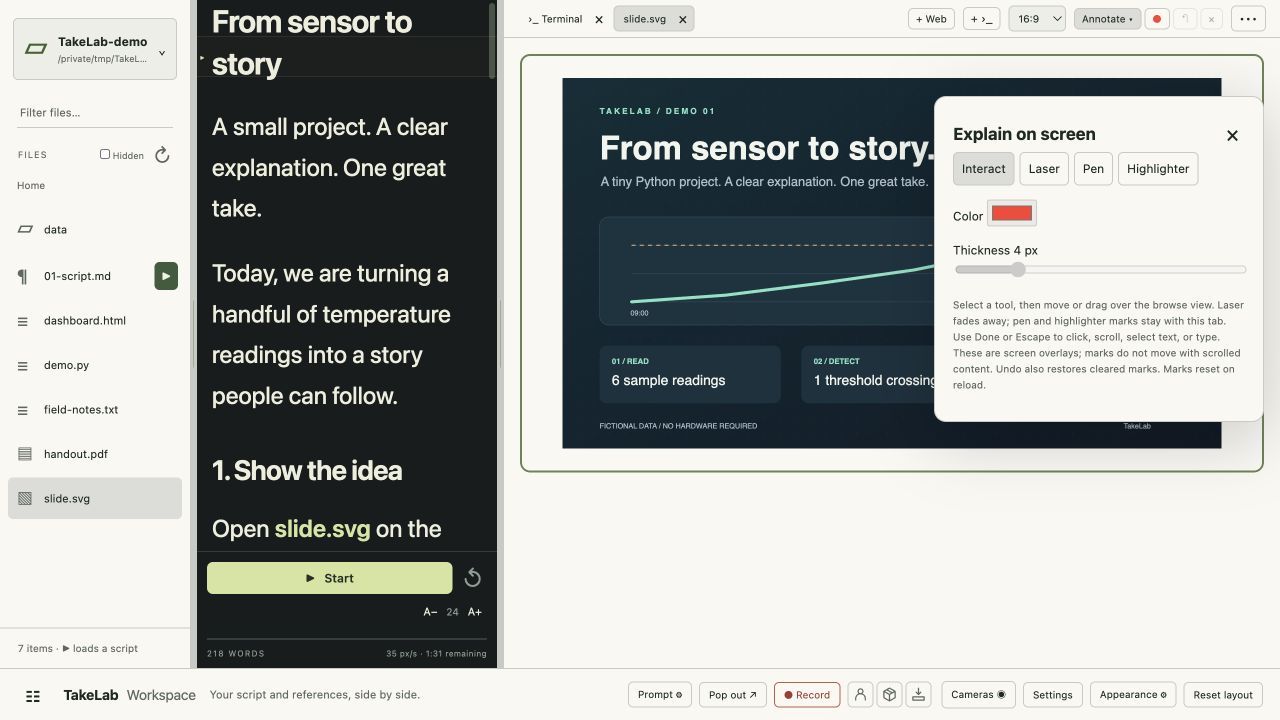 TakeLab-demo
/private/tmp/TakeL...
Filter files...
FILES
Hidden
Home
data
01-script.md
dashboard.html
demo.py
field-notes.txt
handout.pdf
slide.svg
7 items · ▶ loads a script
From sensor to
story
A small project. A clear
explanation. One great
take.
Today, we are turning a
handful of temperature
readings into a story
people can follow.
1. Show the idea
Open slide.svg on the
▶ Start
A− 24 A+
218 WORDS
35 px/s · 1:31 remaining
>_ Terminal ✕
slide.svg ✕
+ Web
+ >_
16:9
Annotate
TAKELAB / DEMO 01
From sensor to story.
A tiny Python project. A clear explanation. One great take.
09:00
01 / READ
6 sample readings
02 / DETECT
1 threshold crossing
FICTIONAL DATA / NO HARDWARE REQUIRED
TakeLab
Explain on screen
Interact
Laser
Pen
Highlighter
Color
Thickness 4 px
Select a tool, then move or drag over the browse view. Laser
fades away; pen and highlighter marks stay with this tab.
Use Done or Escape to click, scroll, select text, or type.
These are screen overlays; marks do not move with scrolled
content. Undo also restores cleared marks. Marks reset on
reload.
TakeLab Workspace
Your script and references, side by side.
Prompt
Pop out ↗
Record
Cameras
Settings
Appearance
Reset layout